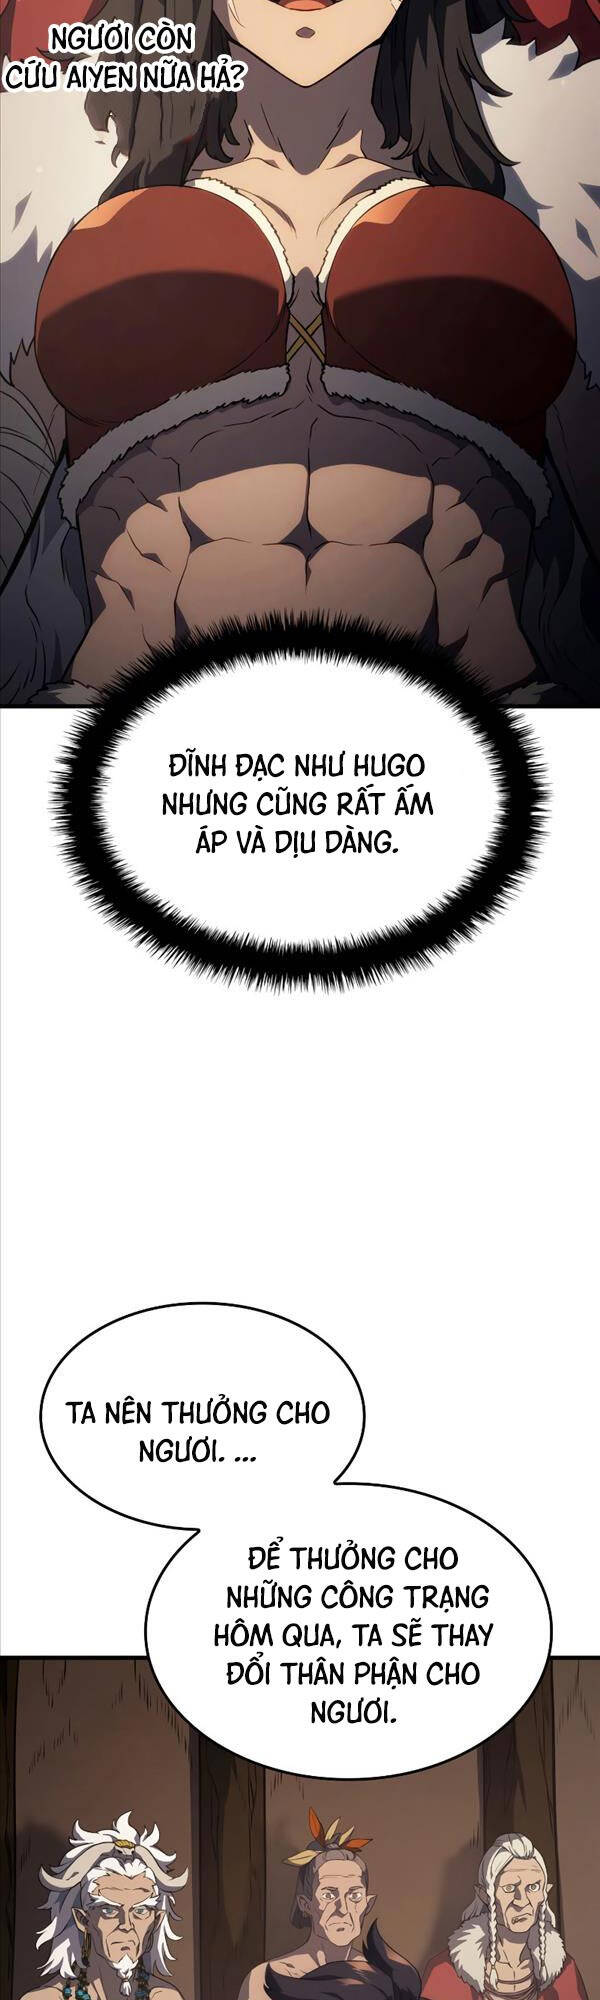 NGƯƠI CÒN
CỨU AIYEN NỮA HẢ?
ĐĨNH ĐẠC NHƯ HUGO
NHƯNG CŨNG RẤT ẤM
ÁP VÀ DỊU DÀNG.
TA NÊN THƯỞNG CHO
NGƯƠI. ...
ĐỂ THƯỞNG CHO
NHỮNG CÔNG TRẠNG
HÔM QUA, TA SẼ THAY
ĐỔI THÂN PHẬN CHO
NGƯƠI.